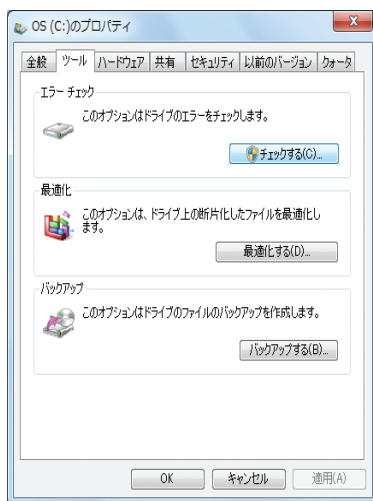 OS (C:)のプロパティ
全般 ツール ハードウェア 共有 セキュリティ 以前のバージョン クォータ
エラー チェック
このオプションはドライブのエラーをチェックします。
チェックする(C)...
最適化
このオプションは、ドライブ上の断片化したファイルを最適化し
ます。
最適化する(D)...
バックアップ
このオプションはドライブのファイルのバックアップを作成します。
バックアップする(B)...
OK キャンセル 適用(A)